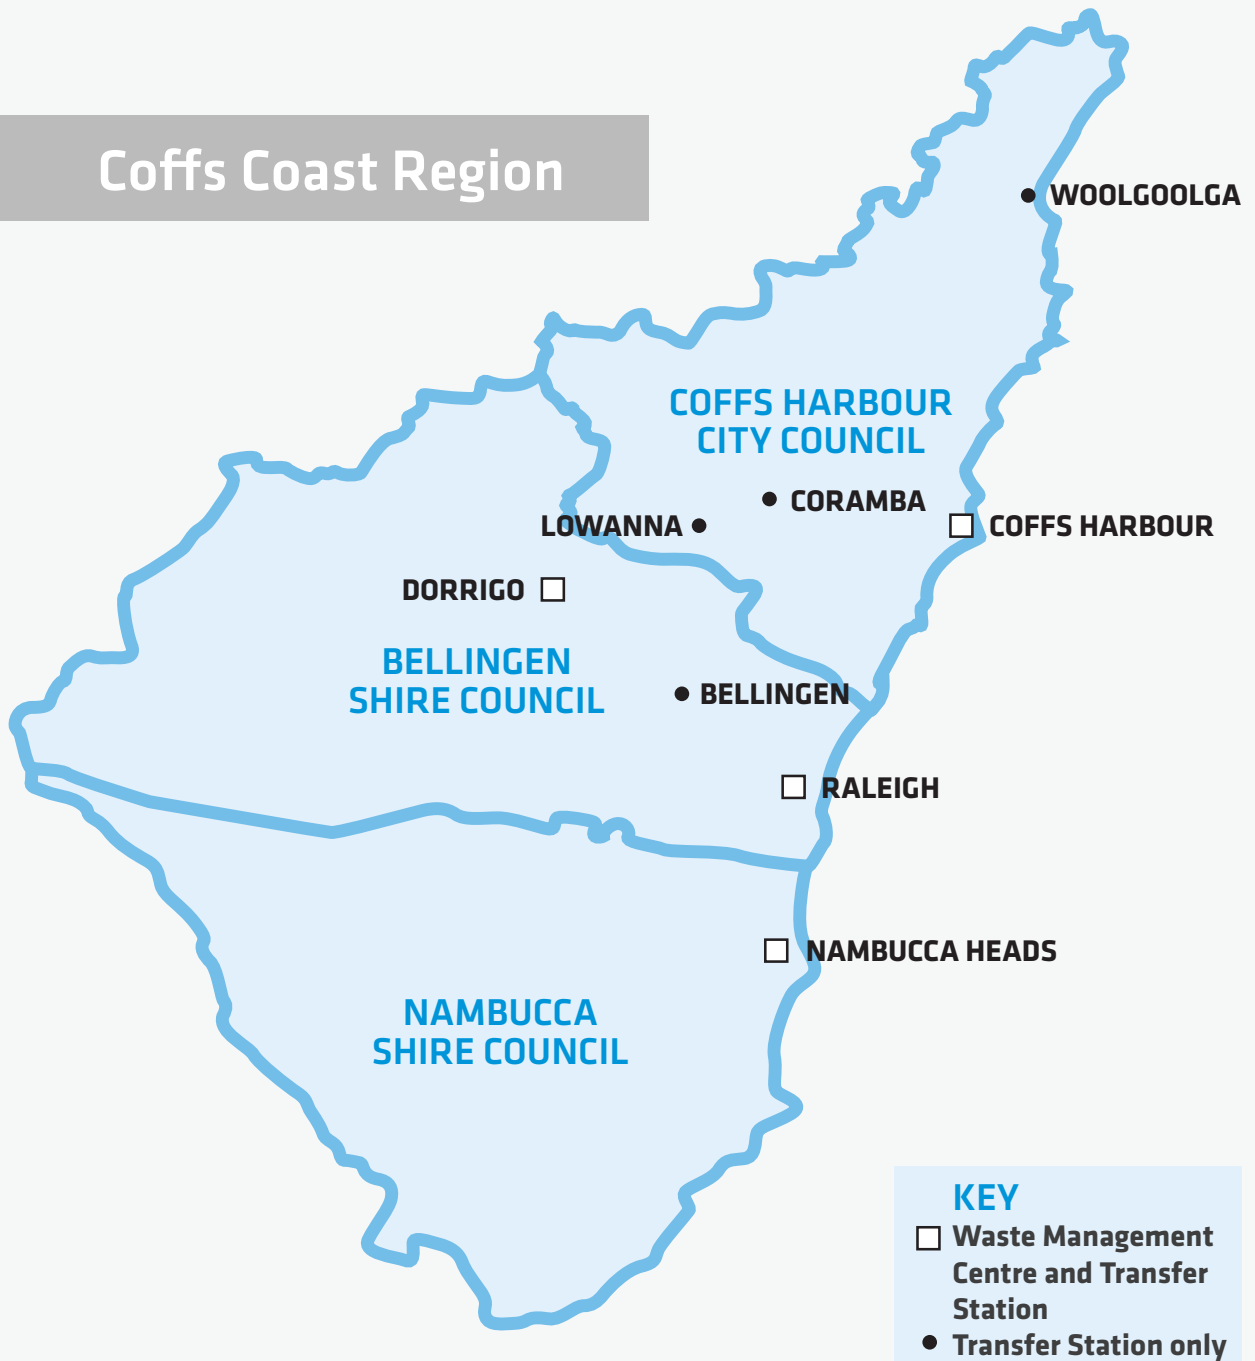 Coffs Coast Region
WOOLGOOLGA
COFFS HARBOUR
CITY COUNCIL
CORAMBA
LOWANNA
COFFS HARBOUR
DORRIGO
BELLINGEN
SHIRE COUNCIL
BELLINGEN
RALEIGH
NAMBUCCA HEADS
NAMBUCCA
SHIRE COUNCIL
KEY
Waste Management
Centre and Transfer
Station
Transfer Station only